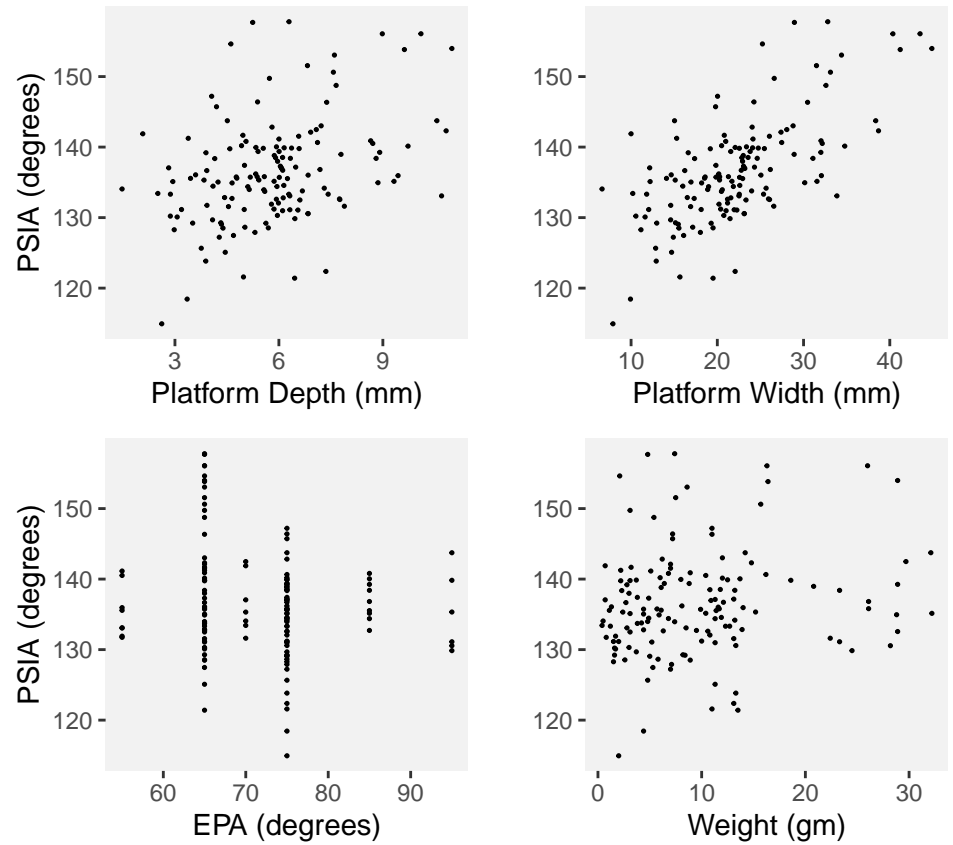 PSIA (degrees)
150
140
130
120
3 6 9
Platform Depth (mm)
150
140
130
120
10 20 30 40
Platform Width (mm)
PSIA (degrees)
150
140
130
120
60 70 80 90
EPA (degrees)
150
140
130
120
0 10 20 30
Weight (gm)